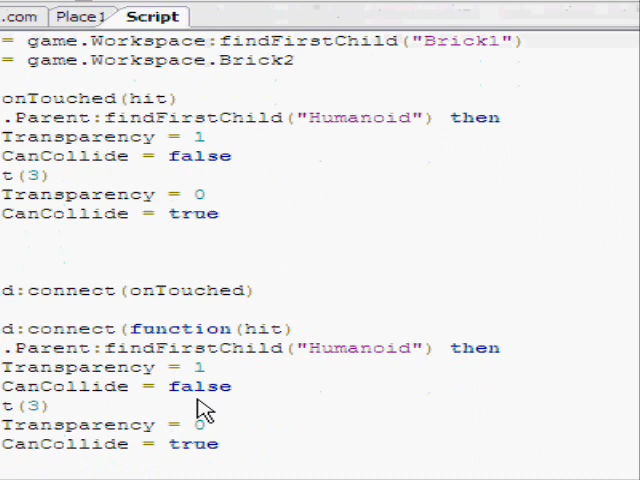 .com Place1 Script
= game.Workspace:findFirstChild("Brick1")
= game.Workspace.Brick2
onTouched(hit)
.Parent:findFirstChild("Humanoid") then
Transparency = 1
CanCollide = false
t(3)
Transparency = 0
CanCollide = true
d:connect(onTouched)
d:connect(function(hit)
.Parent:findFirstChild("Humanoid") then
Transparency = 1
CanCollide = false
t(3)
Transparency = 0
CanCollide = true